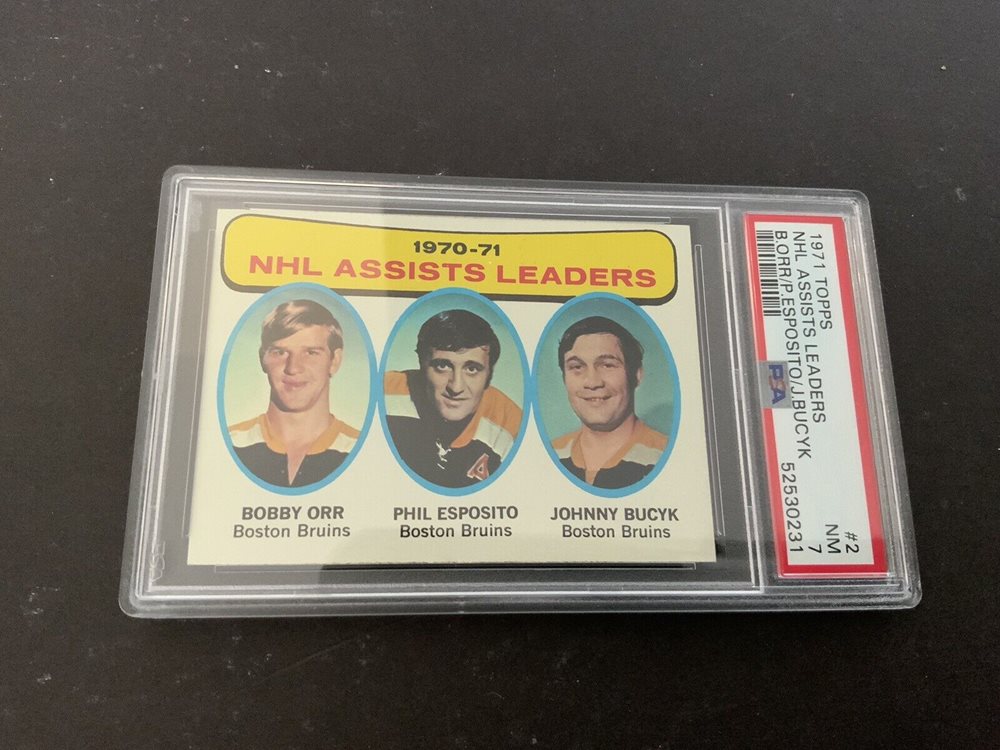 1970-71
NHL ASSISTS LEADERS
BOBBY ORR
Boston Bruins
PHIL ESPOSITO
Boston Bruins
JOHNNY BUCYK
Boston Bruins
A
1971 TOPPS
NHL ASSISTS LEADERS
B.ORR/P.ESPOSITO/J.BUCYK
#2
NM
7
52530231
PSA